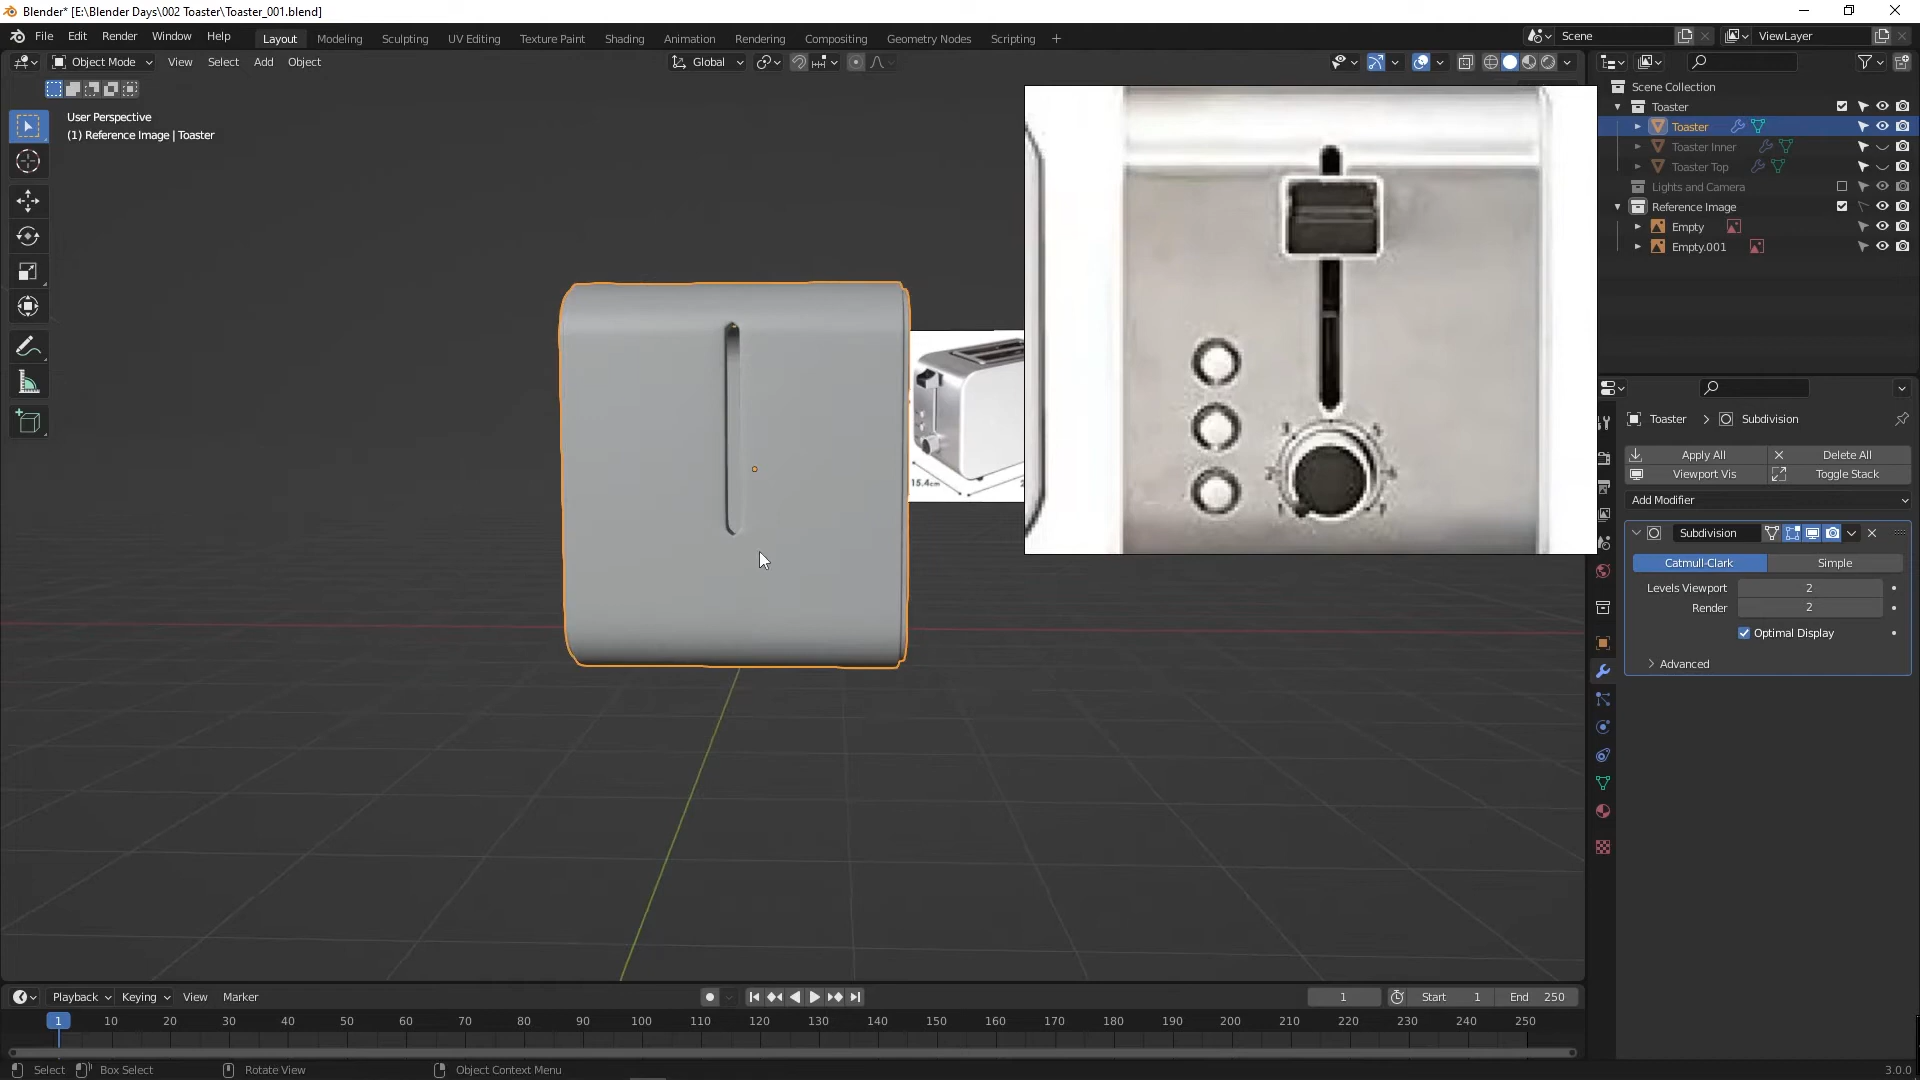 Blender* [E:\Blender Days\002 Toaster\Toaster_001.blend]
File Edit Render Window Help
Layout Modeling Sculpting UV Editing Texture Paint Shading Animation Rendering Compositing Geometry Nodes Scripting +
Scene
ViewLayer
Object Mode View Select Add Object
Global
User Perspective
(1) Reference Image | Toaster
Scene Collection
Toaster
Toaster
Toaster Inner
Toaster Top
Lights and Camera
Reference Image
Empty
Empty.001
15.4cm
Toaster > Subdivision
Apply All
Delete All
Viewport Vis
Toggle Stack
Add Modifier
Subdivision
Catmull-Clark
Simple
Levels Viewport 2
Render 2
Optimal Display
Advanced
Playback Keying View Marker
1
Start 1
End 250
1 10 20 30 40 50 60 70 80 90 100 110 120 130 140 150 160 170 180 190 200 210 220 230 240 250
Select Box Select Rotate View Object Context Menu
3.0.0